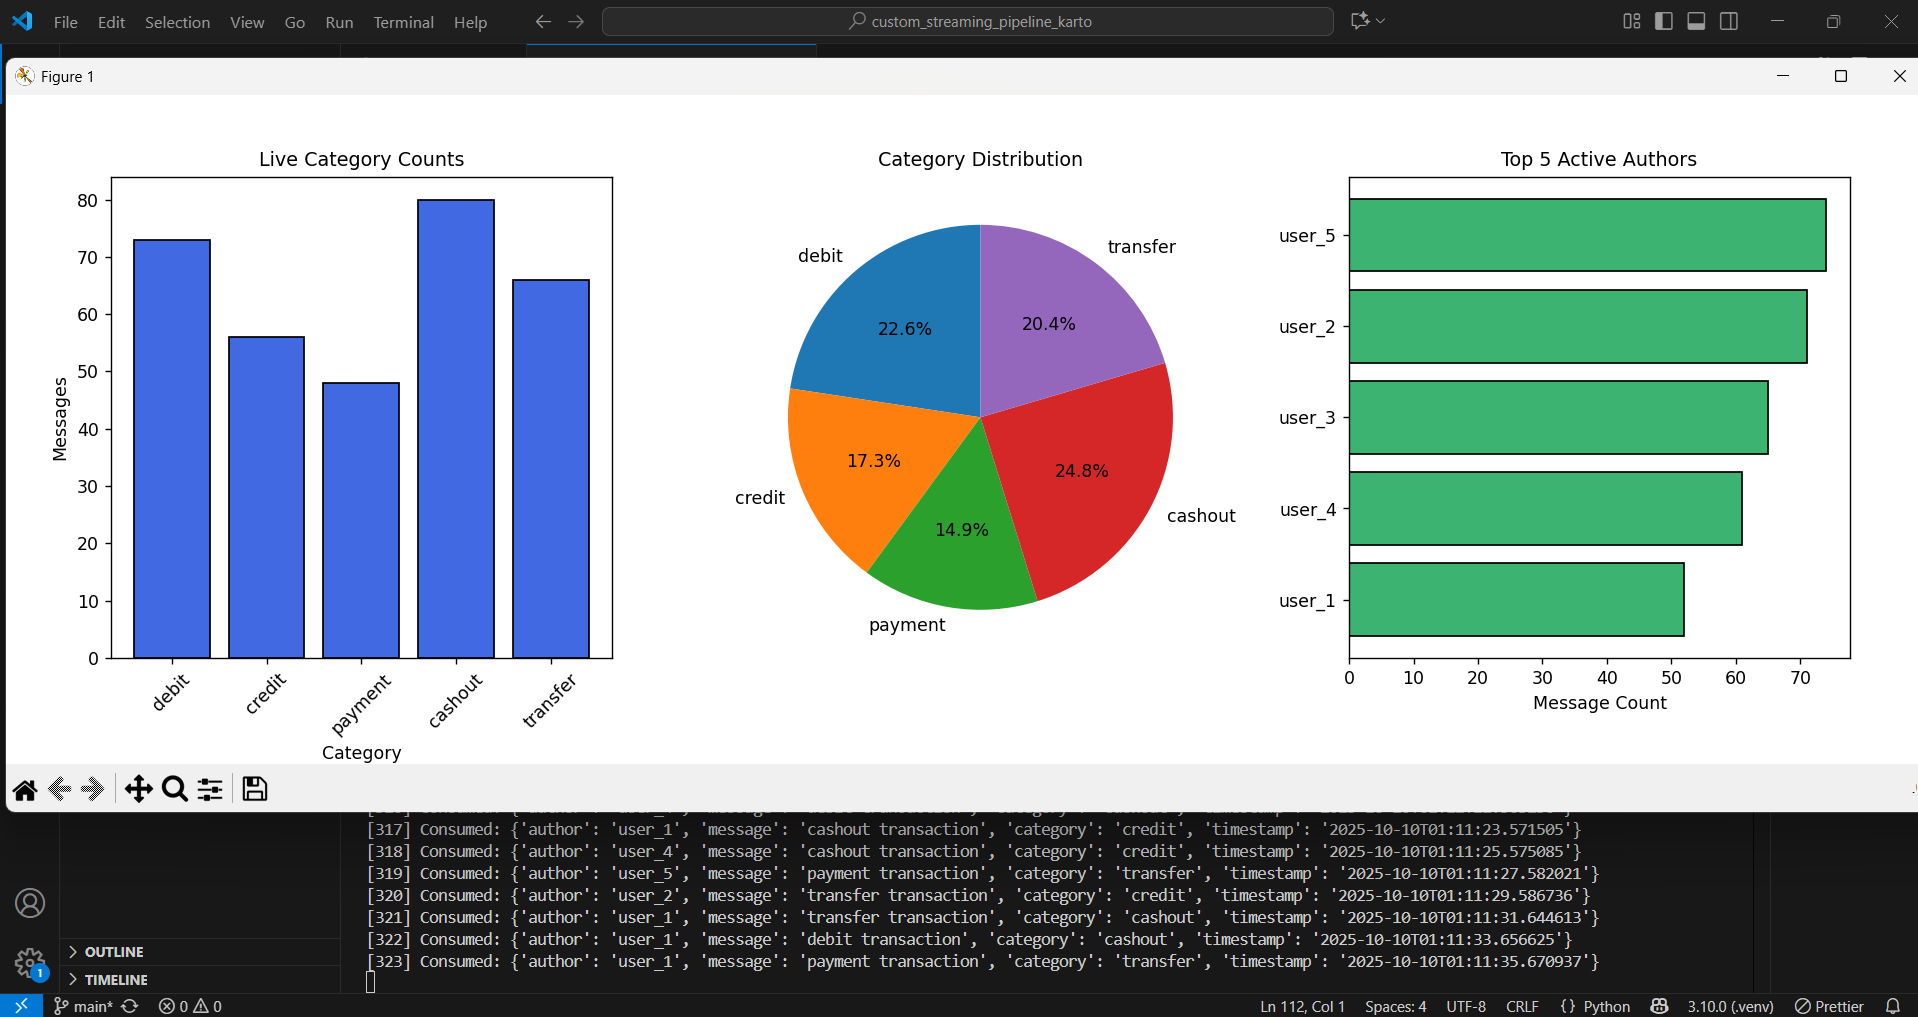 File Edit Selection View Go Run Terminal Help
custom_streaming_pipeline_karto
Figure 1
Live Category Counts
80
70
60
50
40
30
20
10
0
Messages
debit
credit
payment
cashout
transfer
Category
Category Distribution
debit
transfer
22.6%
20.4%
17.3%
24.8%
14.9%
credit
cashout
payment
Top 5 Active Authors
user_5
user_2
user_3
user_4
user_1
0 10 20 30 40 50 60 70
Message Count
[317] Consumed: {'author': 'user_1', 'message': 'cashout transaction', 'category': 'credit', 'timestamp': '2025-10-10T01:11:23.571505'}
[318] Consumed: {'author': 'user_4', 'message': 'cashout transaction', 'category': 'credit', 'timestamp': '2025-10-10T01:11:25.575085'}
[319] Consumed: {'author': 'user_5', 'message': 'payment transaction', 'category': 'transfer', 'timestamp': '2025-10-10T01:11:27.582021'}
[320] Consumed: {'author': 'user_2', 'message': 'transfer transaction', 'category': 'credit', 'timestamp': '2025-10-10T01:11:29.586736'}
[321] Consumed: {'author': 'user_1', 'message': 'transfer transaction', 'category': 'cashout', 'timestamp': '2025-10-10T01:11:31.644613'}
[322] Consumed: {'author': 'user_1', 'message': 'debit transaction', 'category': 'cashout', 'timestamp': '2025-10-10T01:11:33.656625'}
[323] Consumed: {'author': 'user_1', 'message': 'payment transaction', 'category': 'transfer', 'timestamp': '2025-10-10T01:11:35.670937'}
OUTLINE
1
TIMELINE
main* 0 0 Ln 112, Col 1 Spaces: 4 UTF-8 CRLF {} Python 3.10.0 (.venv) Prettier